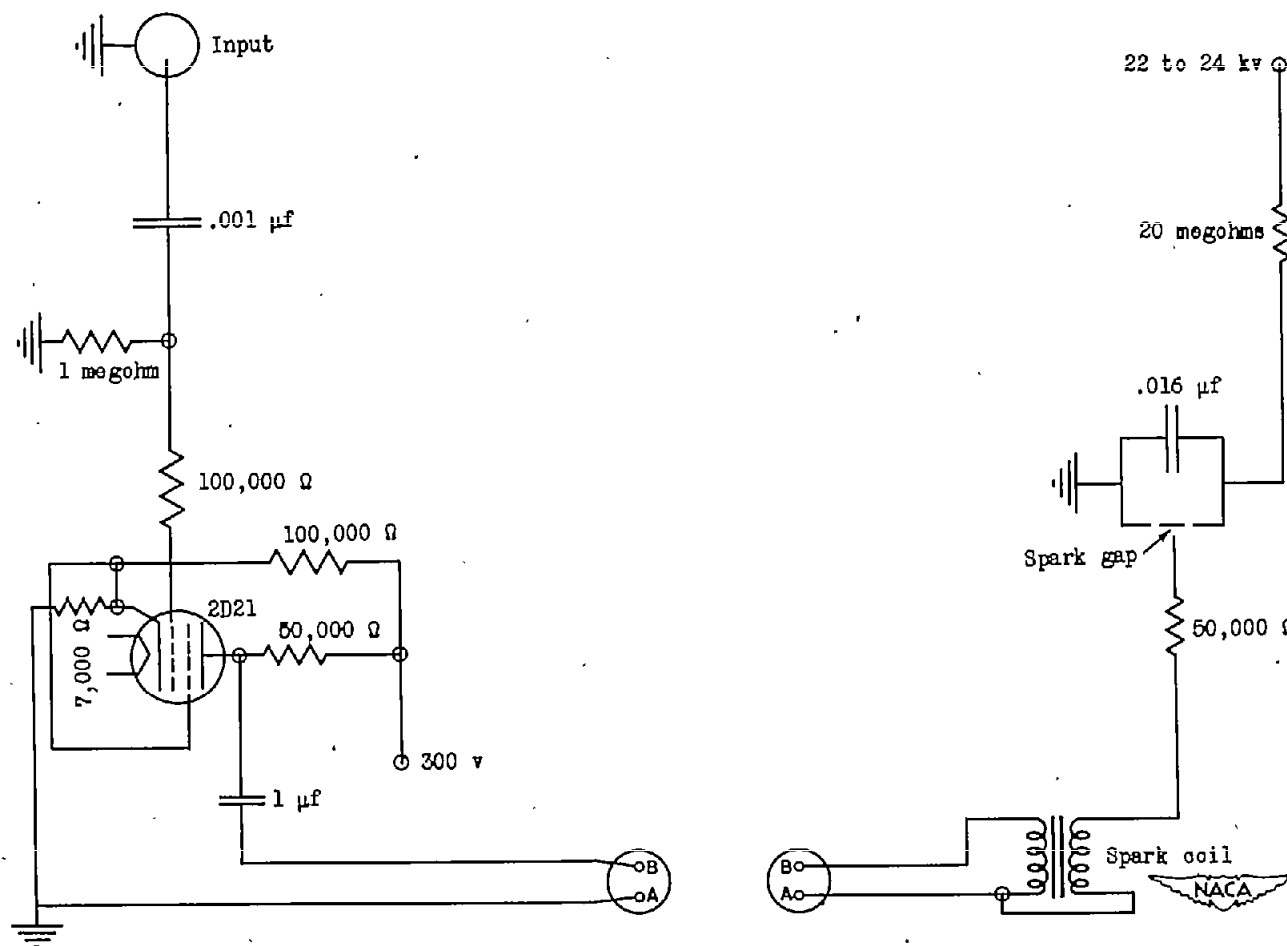 Input
22 to 24 kv
.001 µf
20 megohms
1 megohm
.016 µf
100,000 Ω
100,000 Ω
Spark gap
2D21
50,000 Ω
50,000 Ω
7,000 Ω
300 v
1 µf
B
A
B
A
Spark coil
NACA